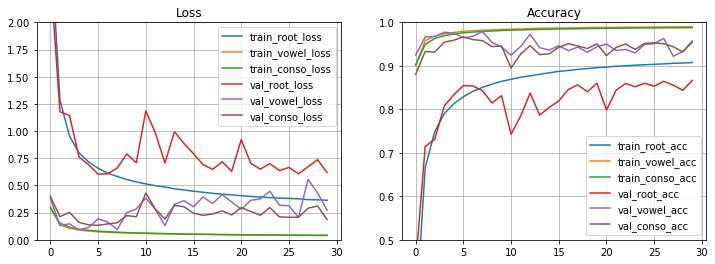 Loss
2.00
1.75
1.50
1.25
1.00
0.75
0.50
0.25
0.00
0 5 10 15 20 25 30
train_root_loss
train_vowel_loss
train_conso_loss
val_root_loss
val_vowel_loss
val_conso_loss
Accuracy
1.0
0.9
0.8
0.7
0.6
0.5
0 5 10 15 20 25 30
train_root_acc
train_vowel_acc
train_conso_acc
val_root_acc
val_vowel_acc
val_conso_acc